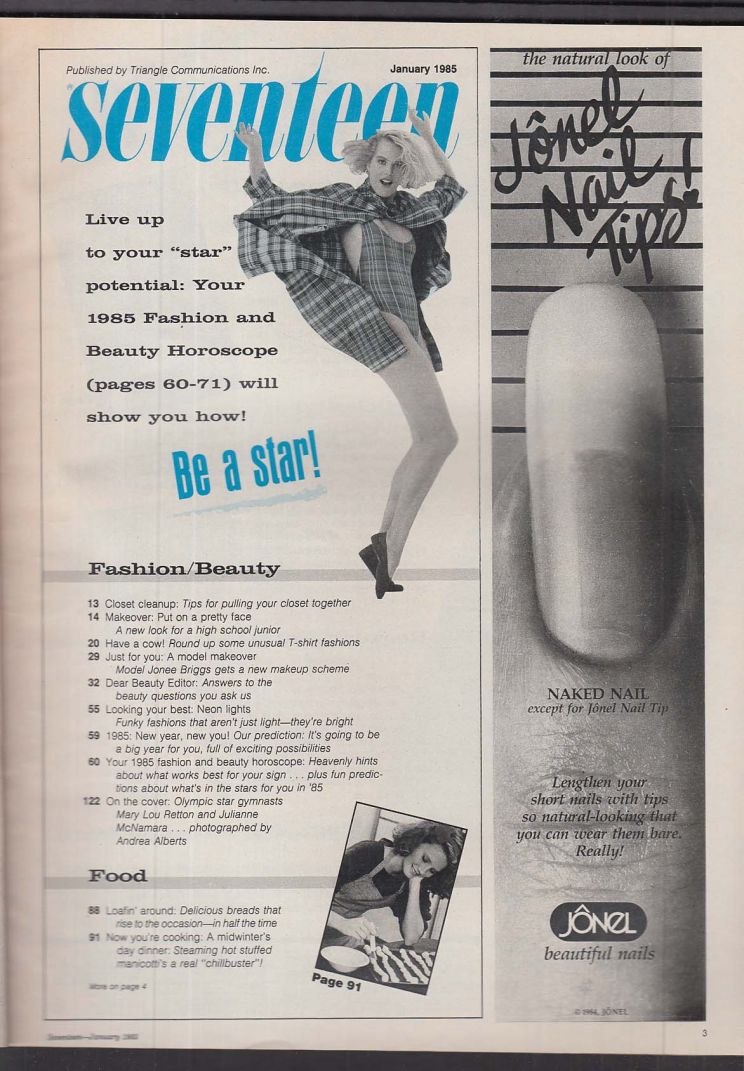 Published by Triangle Communications Inc.
January 1985
seventeen
Live up
to your “star”
potential: Your
1985 Fashion and
Beauty Horoscope
(pages 60-71) will
show you how!
Be a star!
Fashion/Beauty
13 Closet cleanup: Tips for pulling your closet together
14 Makeover: Put on a pretty face
A new look for a high school junior
20 Have a cow! Round up some unusual T-shirt fashions
29 Just for you: A model makeover
Model Jonee Briggs gets a new makeup scheme
32 Dear Beauty Editor: Answers to the
beauty questions you ask us
55 Looking your best: Neon lights
Funky fashions that aren't just light—they're bright
59 1985: New year, new you! Our prediction: It's going to be
a big year for you, full of exciting possibilities
60 Your 1985 fashion and beauty horoscope: Heavenly hints
about what works best for your sign . . . plus fun predic-
tions about what's in the stars for you in '85
122 On the cover: Olympic star gymnasts
Mary Lou Retton and Julianne
McNamara . . . photographed by
Andrea Alberts
Food
88 Loafin' around: Delicious breads that
rise to the occasion—in half the time
91 Now you're cooking: A midwinter's
day dinner: Steaming hot stuffed
manicotti's a real “chillbuster”!
More on page 4
Page 91
Seventeen—January 1985
the natural look of
Jônel
Nail
Tips!
NAKED NAIL
except for Jônel Nail Tip
Lengthen your
short nails with tips
so natural-looking that
you can wear them bare.
Really!
JÔNEL
beautiful nails
© 1984, JÔNEL
3